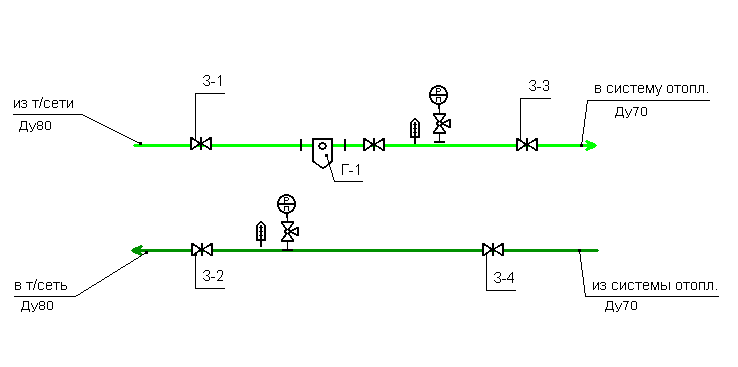 З-1
З-3
Р
П
в систему отопл.
Ду70
из т/сети
Ду80
Г-1
Р
П
З-2
З-4
в т/сеть
Ду80
из системы отопл.
Ду70